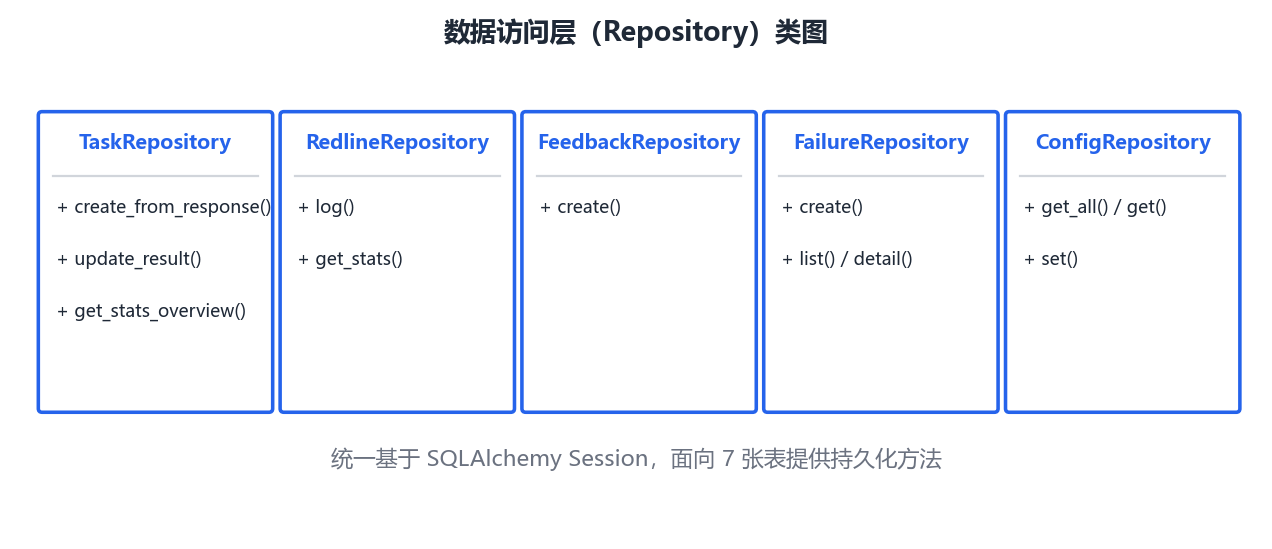 数据访问层（Repository）类图
TaskRepository
+ create_from_response()
+ update_result()
+ get_stats_overview()
RedlineRepository
+ log()
+ get_stats()
FeedbackRepository
+ create()
FailureRepository
+ create()
+ list() / detail()
ConfigRepository
+ get_all() / get()
+ set()
统一基于 SQLAlchemy Session，面向 7 张表提供持久化方法